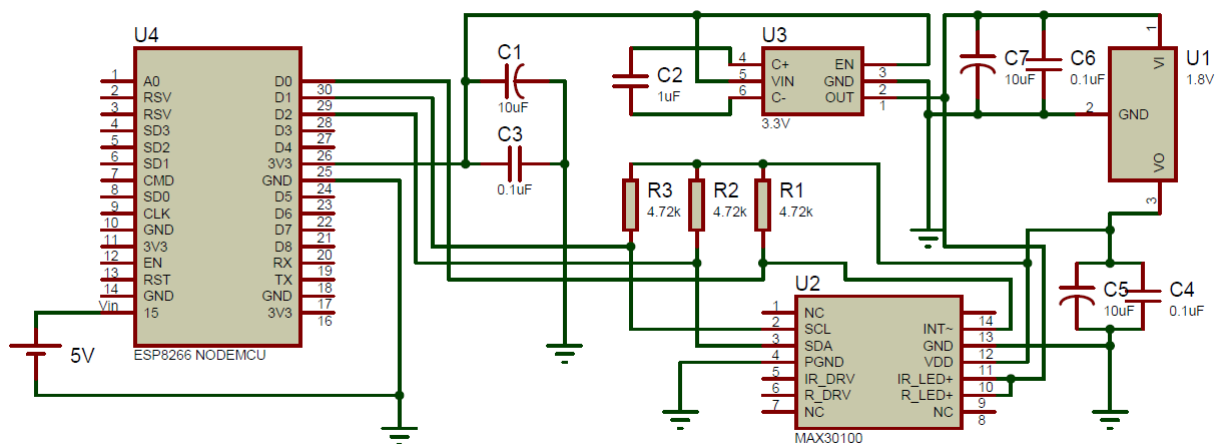 U4
1 A0 D0 30
2 RSV D1 29
3 RSV D2 28
4 SD3 D3 27
5 SD2 D4 26
6 SD1 3V3 25
7 CMD GND 24
8 SD0 D5 23
9 CLK D6 22
10 GND D7 21
11 3V3 D8 20
12 EN RX 19
13 RST TX 18
14 GND GND 17
Vin 15 3V3 16
ESP8266 NODEMCU
5V
C1
10uF
C3
0.1uF
C2
1uF
U3
4 C+ EN 3
5 VIN GND 2
6 C- OUT 1
3.3V
C7
10uF
C6
0.1uF
U1
1.8V
1 VI
2 GND
VO 3
R3
4.72k
R2
4.72k
R1
4.72k
U2
1 NC 14
2 SCL INT~ 13
3 SDA GND 12
4 PGND VDD 11
5 IR_DRV IR_LED+ 10
6 R_DRV R_LED+ 9
7 NC NC 8
MAX30100
C5
10uF
C4
0.1uF